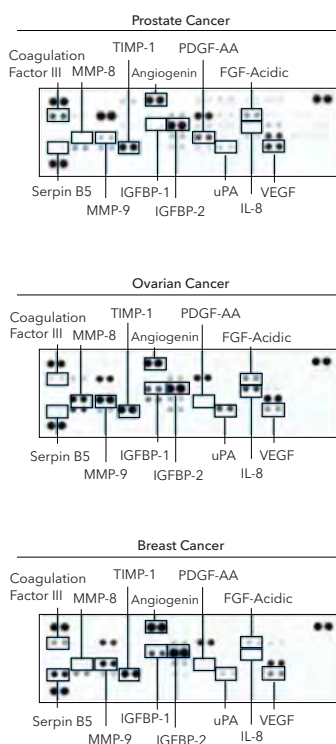 Prostate Cancer
TIMP-1 PDGF-AA
Coagulation
Factor III MMP-8 Angiogenin FGF-Acidic
Serpin B5 IGFBP-1 uPA VEGF
MMP-9 IGFBP-2 IL-8
Ovarian Cancer
TIMP-1 PDGF-AA
Coagulation
Factor III MMP-8 Angiogenin FGF-Acidic
Serpin B5 IGFBP-1 uPA VEGF
MMP-9 IGFBP-2 IL-8
Breast Cancer
Coagulation TIMP-1 PDGF-AA
Factor III MMP-8 Angiogenin FGF-Acidic
Serpin B5 IGFBP-1 uPA VEGF
MMP-9 IGFBP-2 IL-8